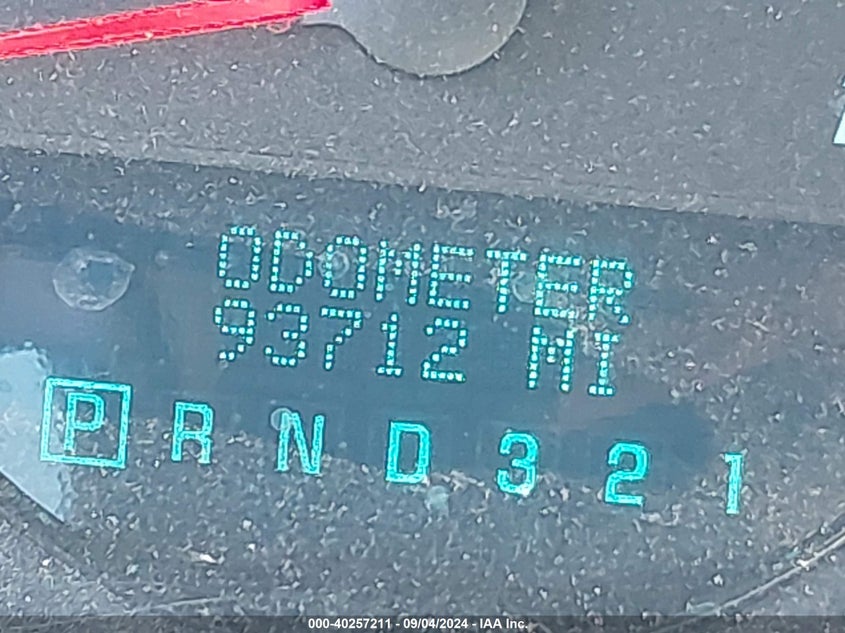 ODOMETER
93712 MI
P R N D 3 2 1
000-40257211 - 09/04/2024 - IAA Inc.